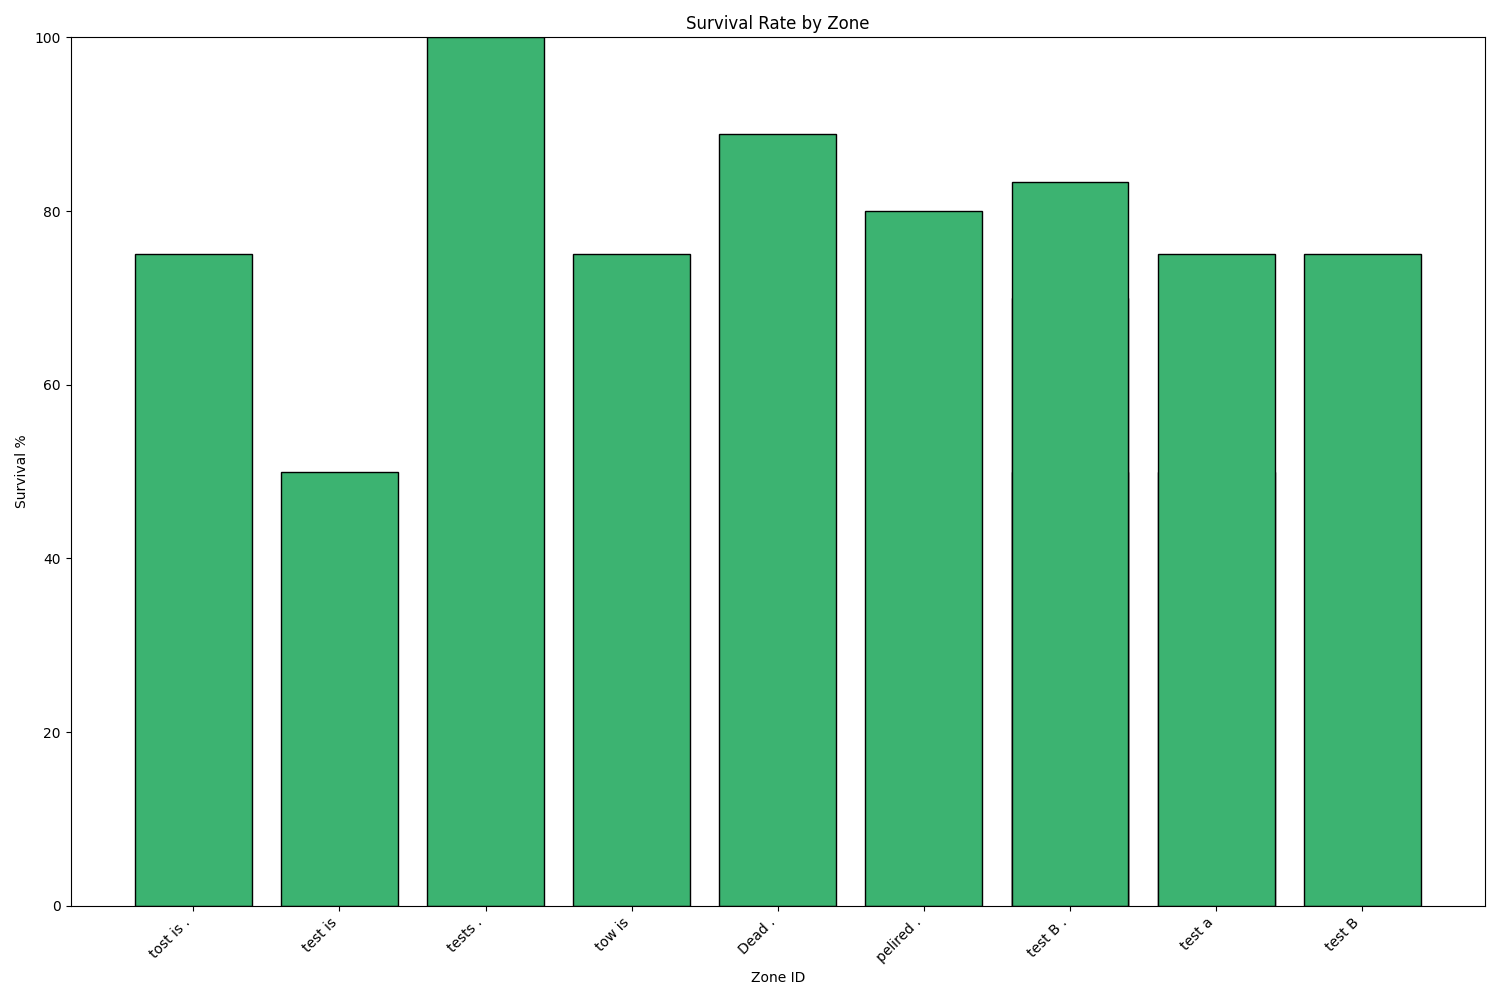 Survival Rate by Zone
100
80
60
40
20
0
Survival %
tost is .
test is
tests .
tow is
Dead .
pelired .
test B .
test a
test B
Zone ID